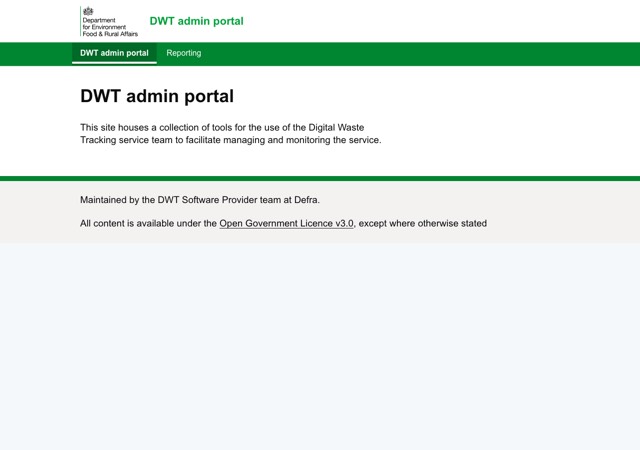 Department
for Environment
Food & Rural Affairs
DWT admin portal
DWT admin portal
Reporting
DWT admin portal
This site houses a collection of tools for the use of the Digital Waste
Tracking service team to facilitate managing and monitoring the service.
Maintained by the DWT Software Provider team at Defra.
All content is available under the Open Government Licence v3.0, except where otherwise stated